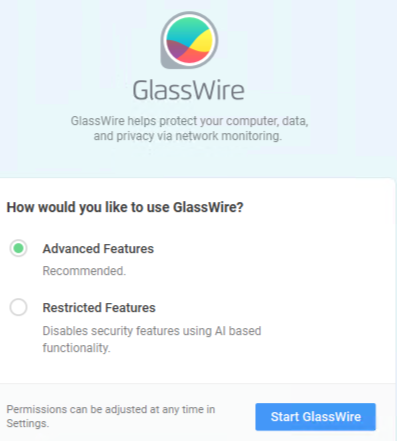 GlassWire
GlassWire helps protect your computer, data,
and privacy via network monitoring.
How would you like to use GlassWire?
Advanced Features
Recommended.
Restricted Features
Disables security features using AI based
functionality.
Permissions can be adjusted at any time in
Settings.
Start GlassWire